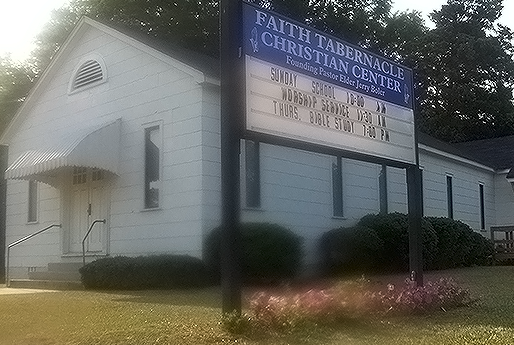 FAITH TABERNACLE
CHRISTIAN CENTER
Founding Pastor Elder Jerry
SUNDAY SCHOOL 10:00 AM
WORSHIP SERVICE 11:30 AM
THURS. BIBLE STUDY 7:00 PM